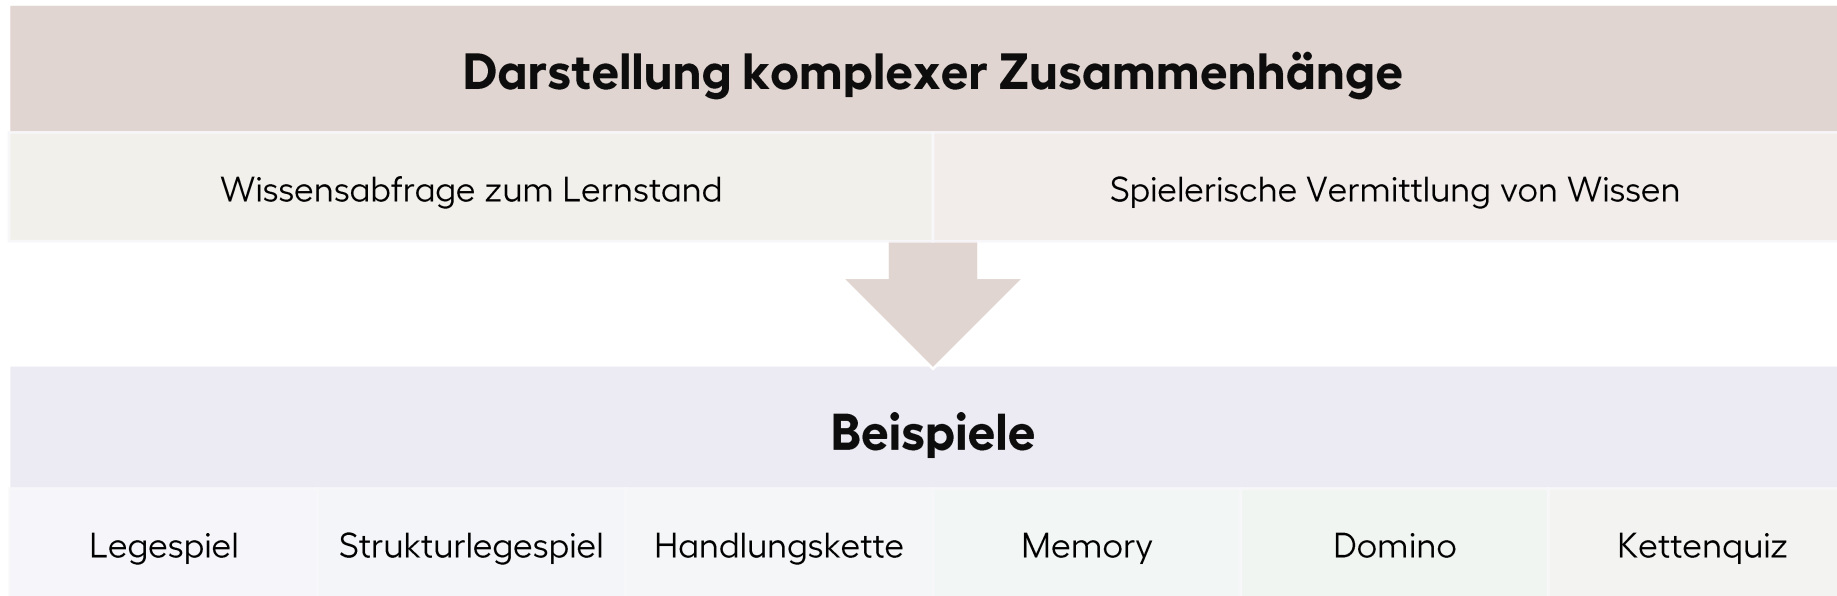 Darstellung komplexer Zusammenhänge
Wissensabfrage zum Lernstand
Spielerische Vermittlung von Wissen
Beispiele
Legespiel
Strukturlegespiel
Handlungskette
Memory
Domino
Kettenquiz